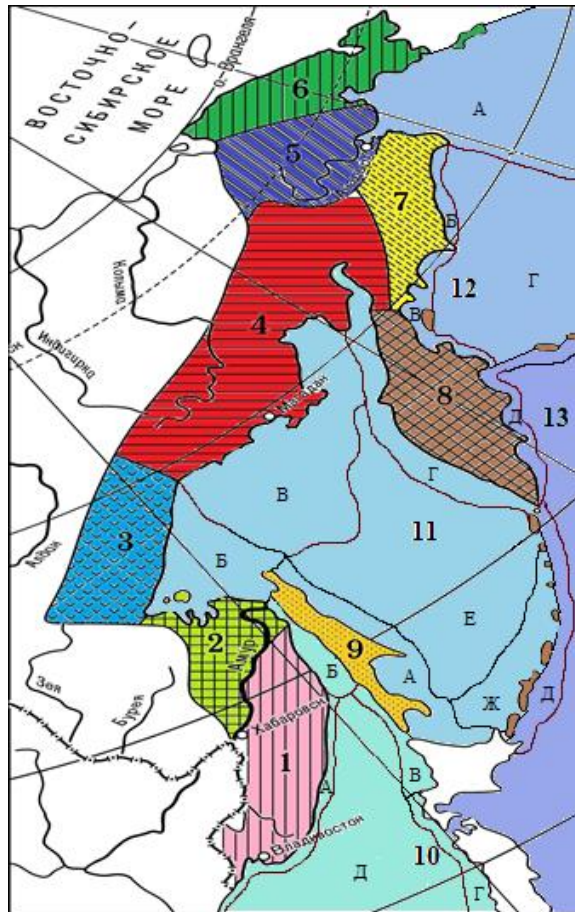 ВОСТОЧНО-
СИБИРСКОЕ
МОРЕ
о-Врангеля
6
А
5
7
Б
12
Г
В
Колыма
Индигирка
4
Магадан
8
Д
13
Г
В
11
3
Алдан
Б
Е
2
Амур
9
А
Ж
Д
Зея
Бурея
Б
Хабаровск
1
А
В
Владивосток
10
Д
Г